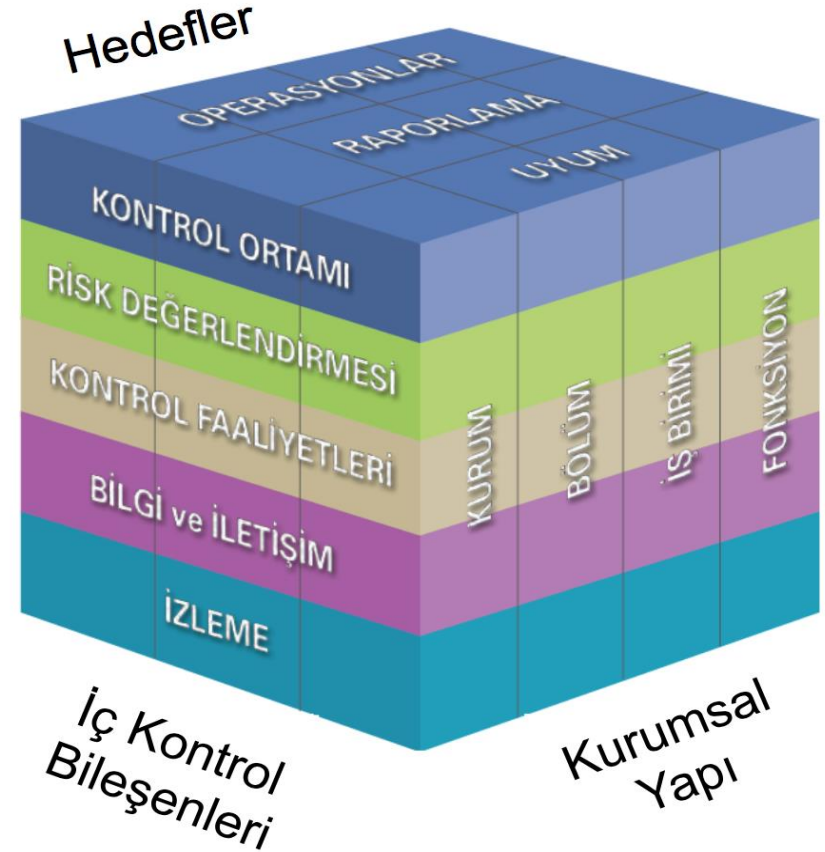 Hedefler
OPERASYONLAR
RAPORLAMA
UYUM
KONTROL ORTAMI
RİSK DEĞERLENDİRMESİ
KONTROL FAALİYETLERİ
BİLGİ ve İLETİŞİM
İZLEME
KURUM
BÖLÜM
İŞ BİRİMİ
FONKSİYON
İç Kontrol
Bileşenleri
Kurumsal
Yapı